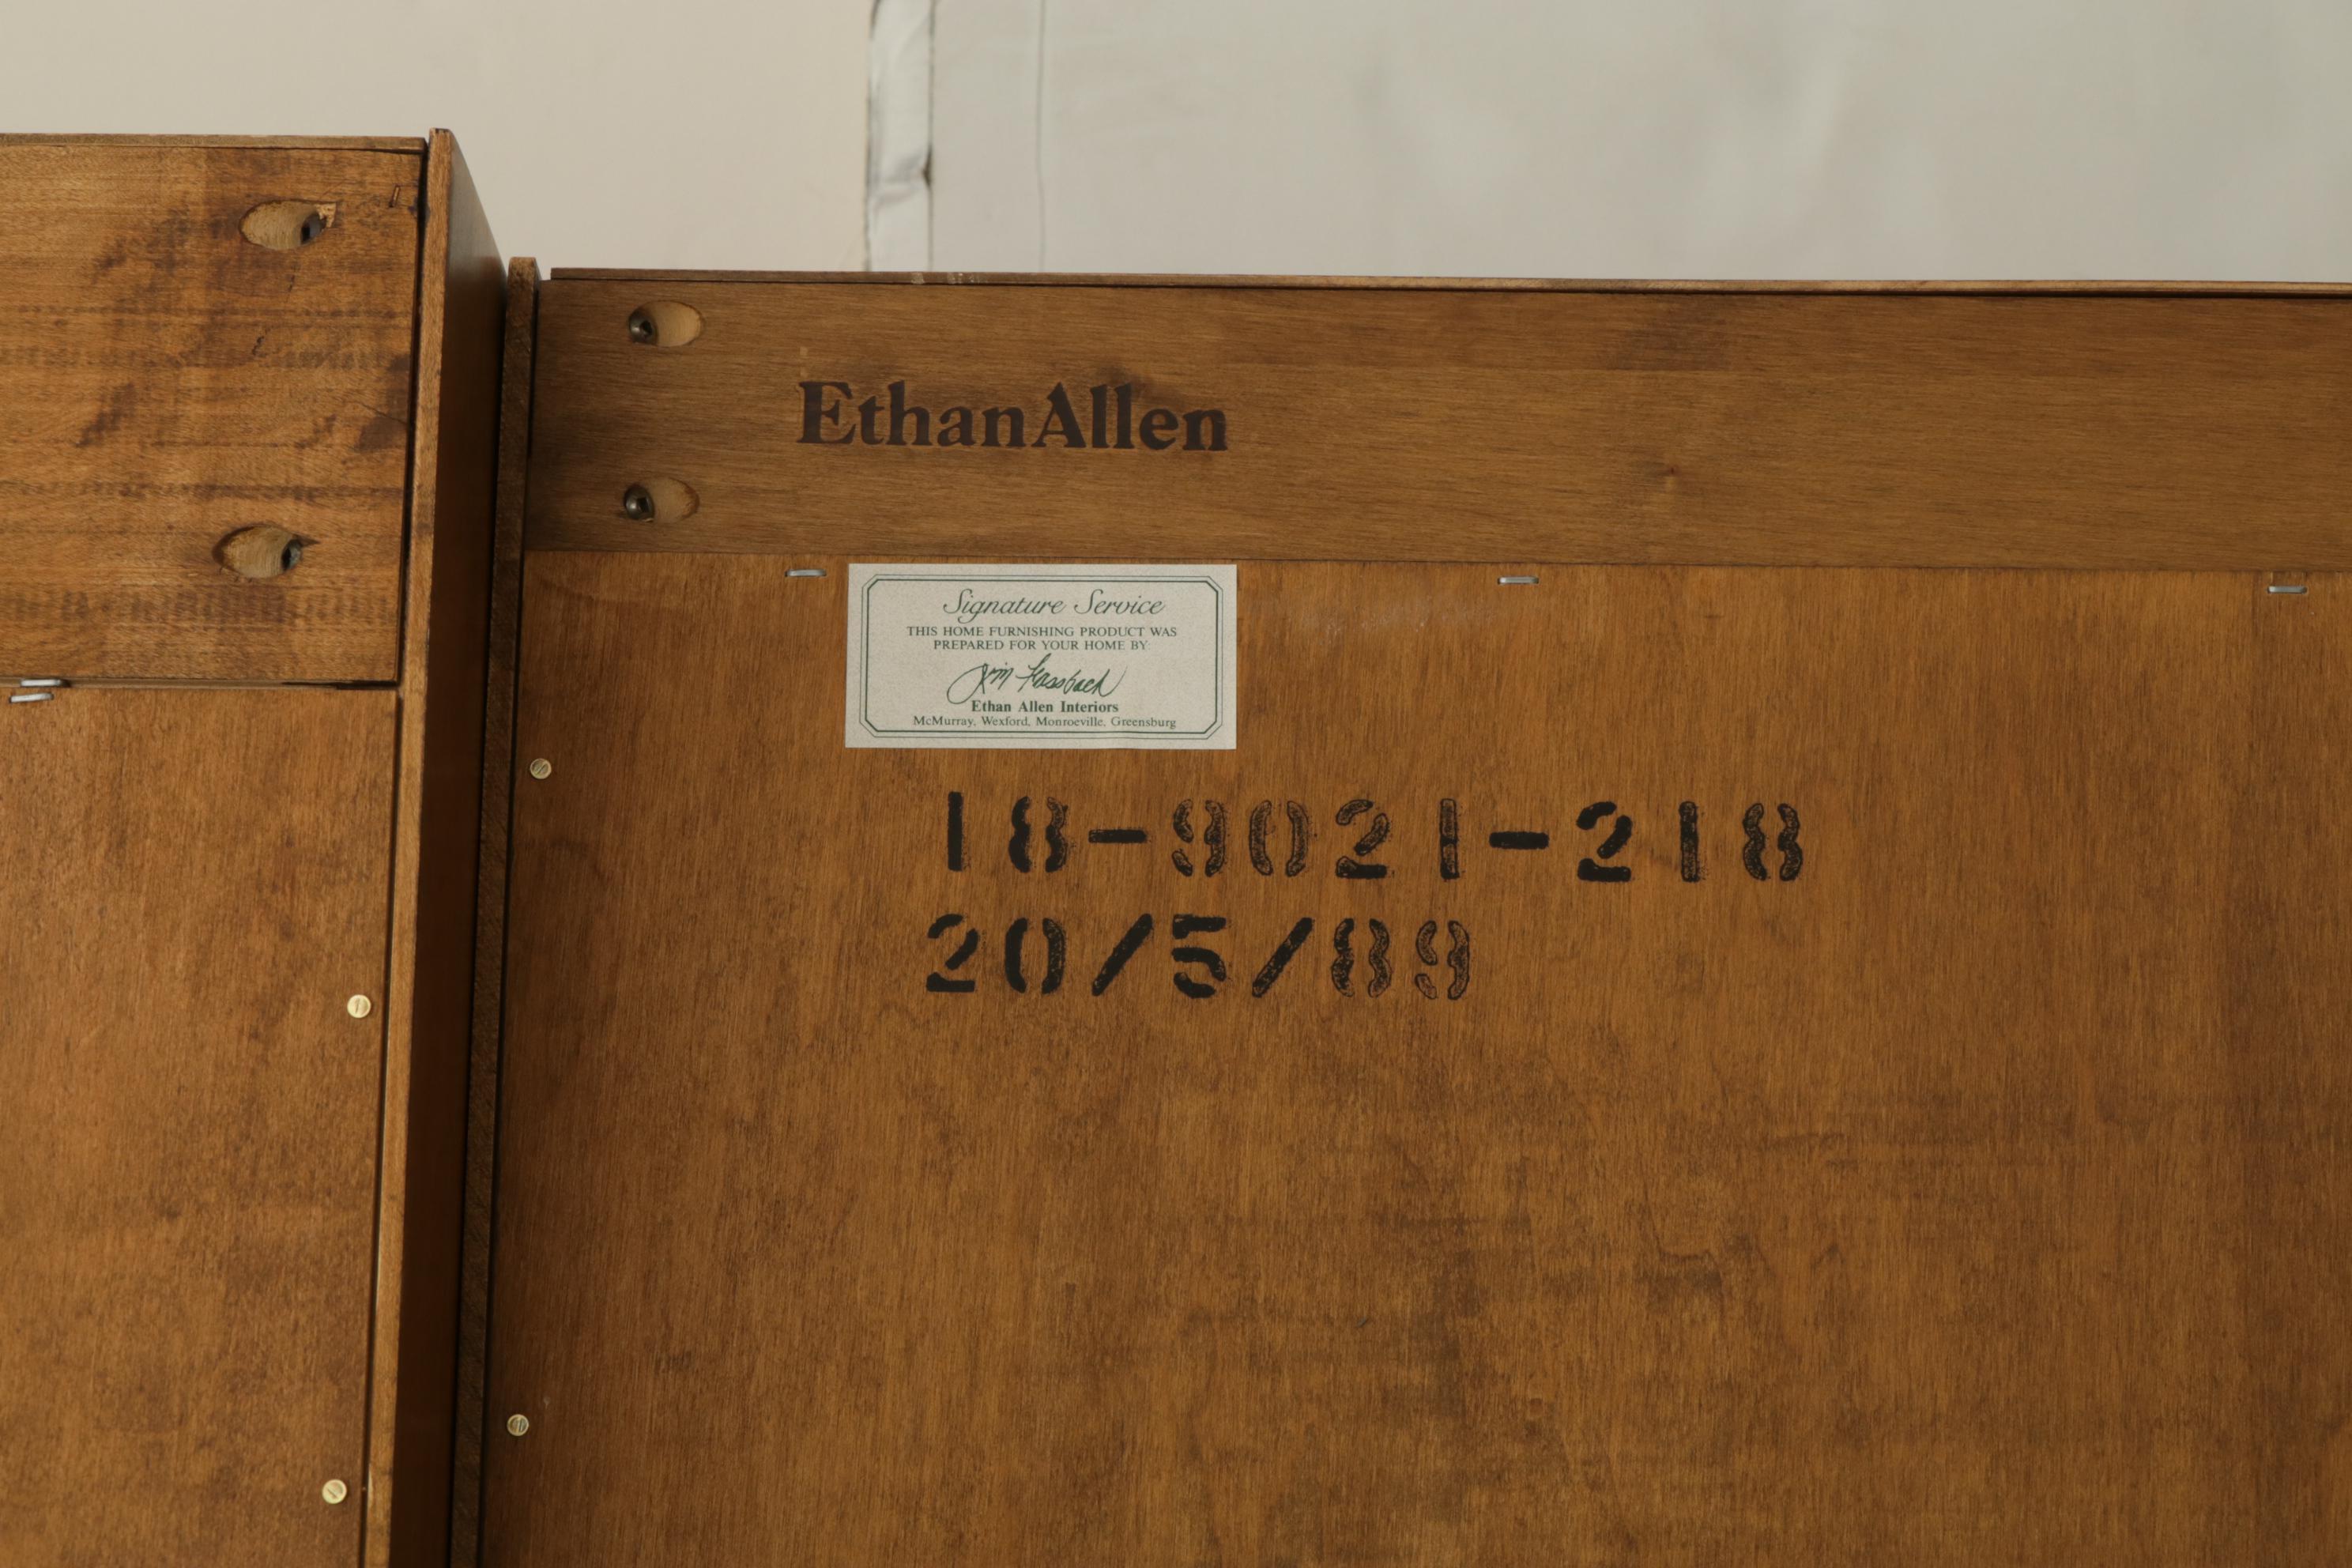 EthanAllen
Signature Service
THIS HOME FURNISHING PRODUCT WAS
PREPARED FOR YOUR HOME BY:
Jim
Ethan Allen Interiors
McMurray, Wexford, Monroeville, Greensburg
18-9021-218
20/5/89